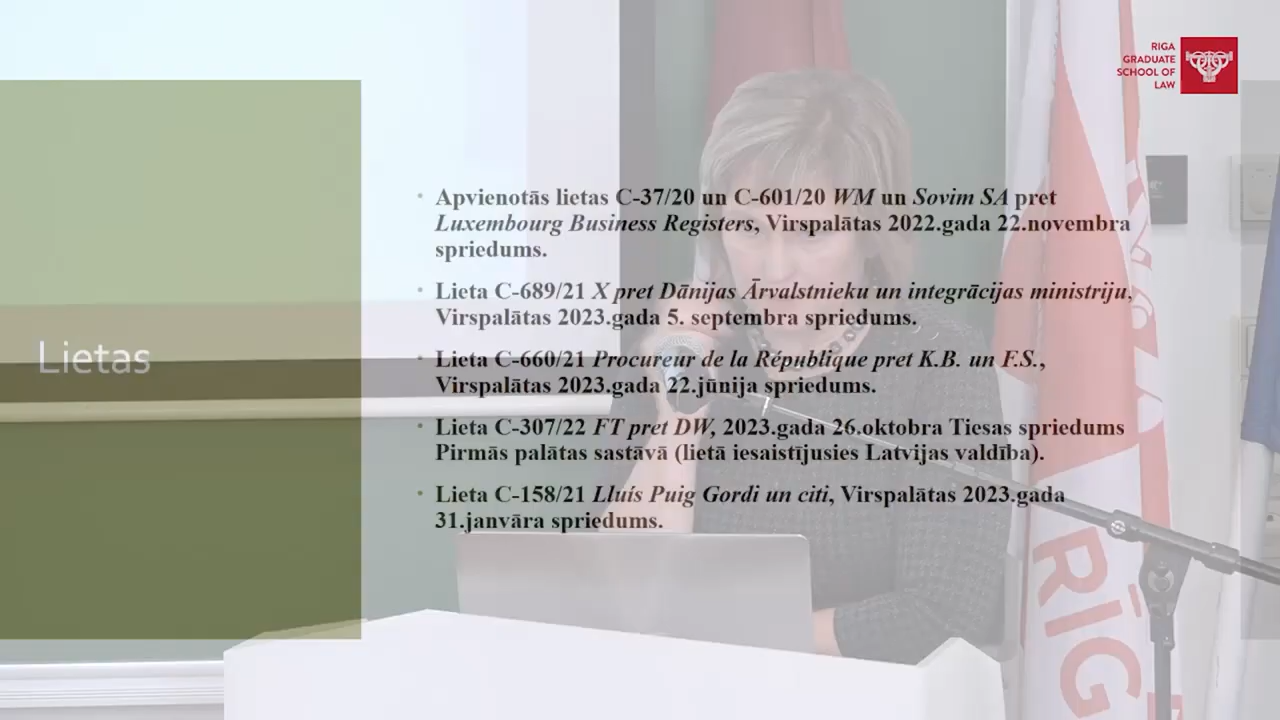 RIGA
GRADUATE
SCHOOL OF
LAW
Lietas
• Apvienotās lietas C-37/20 un C-601/20 WM un Sovim SA pret
Luxembourg Business Registers, Virspalātas 2022.gada 22.novembra
spriedums.
• Lieta C-689/21 X pret Dānijas Ārvalstnieku un integrācijas ministriju,
Virspalātas 2023.gada 5. septembra spriedums.
• Lieta C-660/21 Procureur de la République pret K.B. un F.S.,
Virspalātas 2023.gada 22.jūnija spriedums.
• Lieta C-307/22 FT pret DW, 2023.gada 26.oktobra Tiesas spriedums
Pirmās palātas sastāvā (lietā iesaistījusies Latvijas valdība).
• Lieta C-158/21 Lluís Puig Gordi un citi, Virspalātas 2023.gada
31.janvāra spriedums.
RĪG